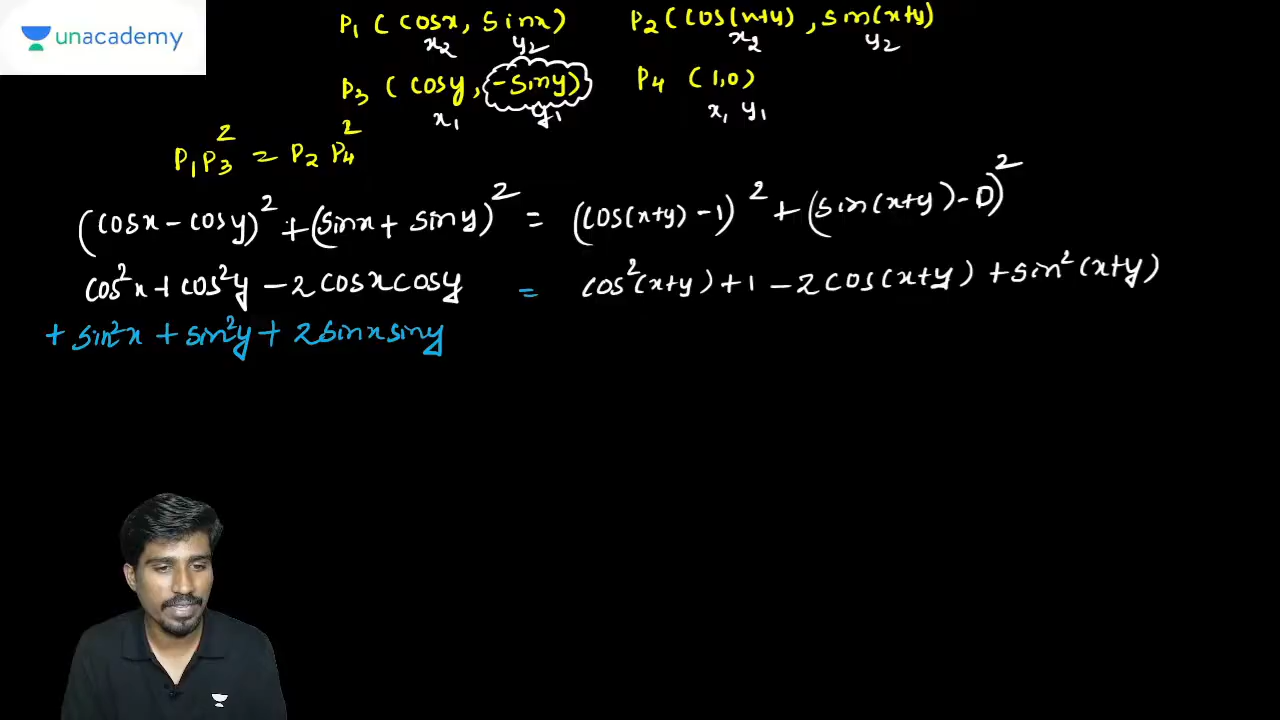 unacademy
P₁ (cosx, sinx) P₂ (cos(x+y), sin(x+y)
x₂ y₂ x₂ y₂
P₃ (cosy, -siny) P₄ (1,0)
x₁ y₁ x₁ y₁
P₁P₃² = P₂P₄²
(cosx - cosy)² + (sinx + siny)² = (cos(x+y) - 1)² + (sin(x+y) - 0)²
cos²x + cos²y - 2cosxcosy = cos²(x+y) + 1 - 2cos(x+y) + sin²(x+y)
+ sin²x + sin²y + 2sinxsiny